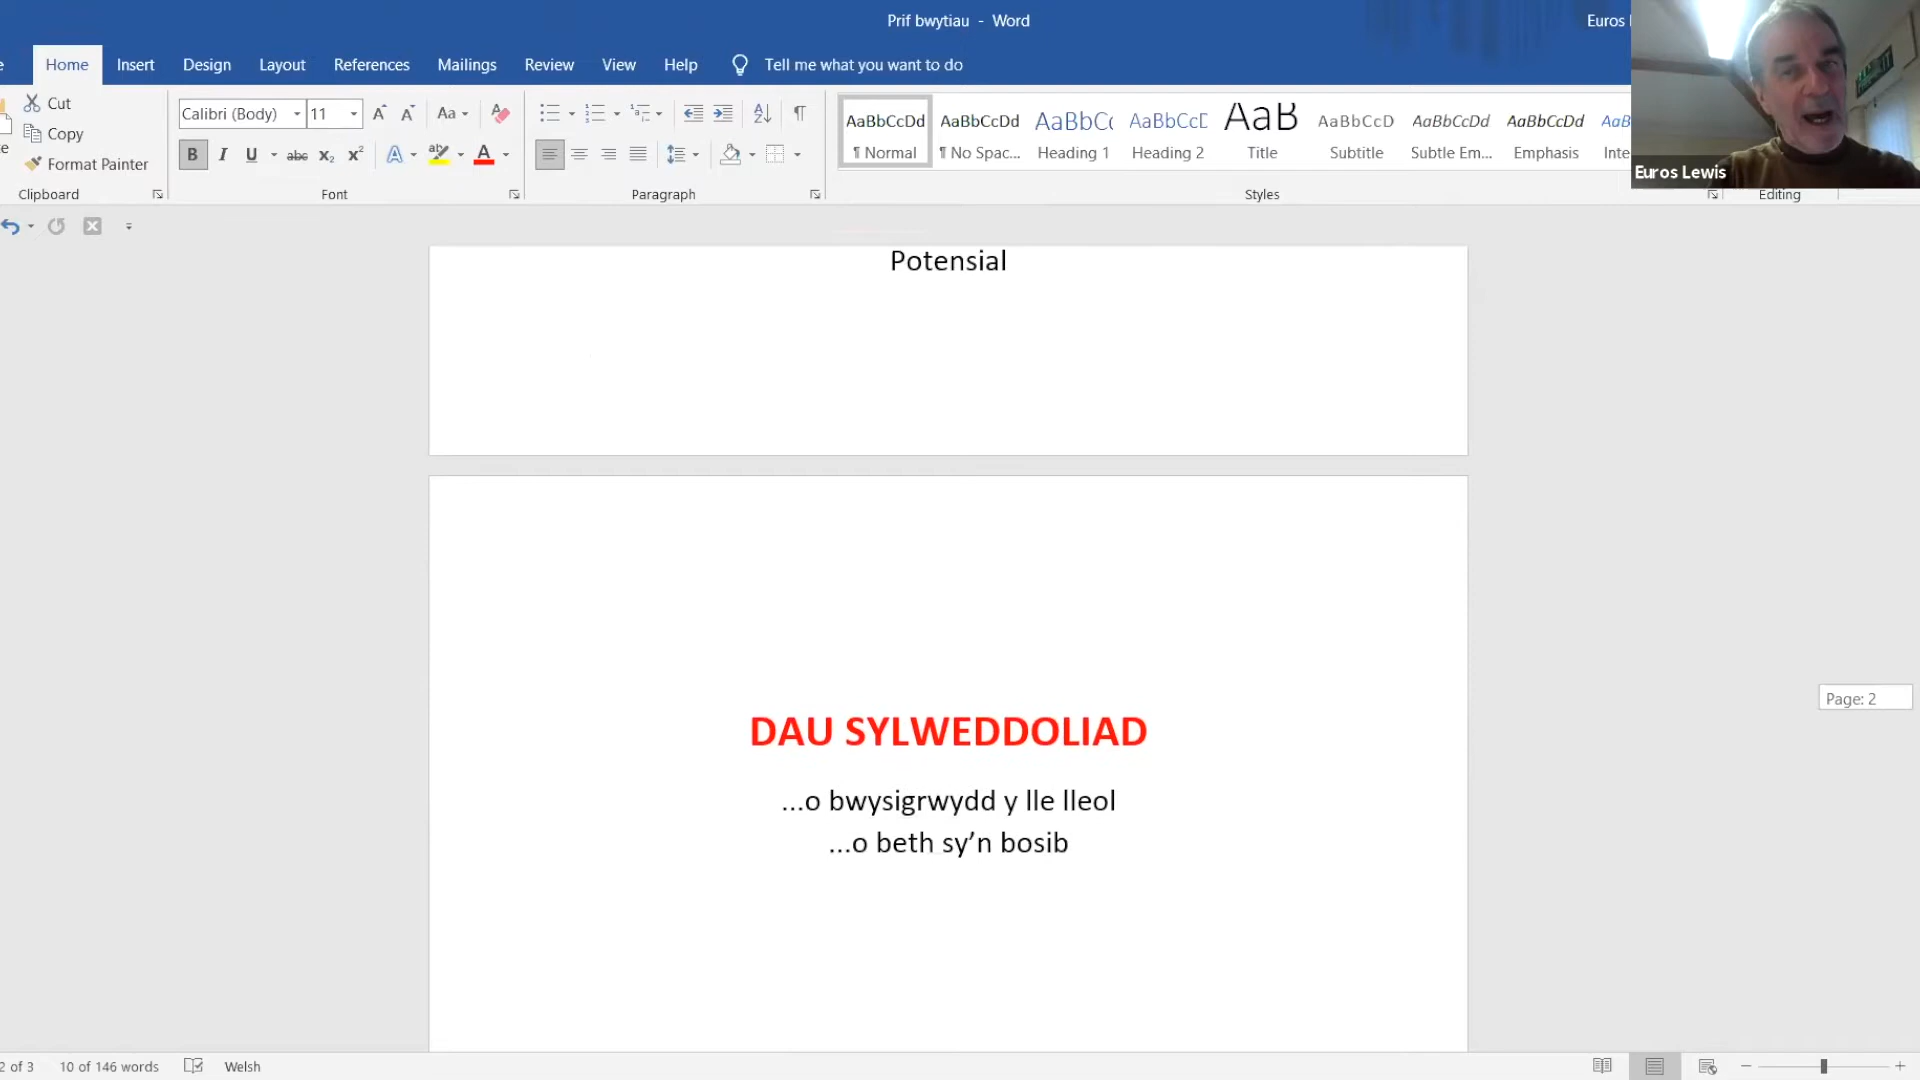 Prif bwytiau - Word
Euros
Home Insert Design Layout References Mailings Review View Help Tell me what you want to do
Cut
Copy
Format Painter
Clipboard
Calibri (Body) 11
Font
Paragraph
AaBbCcDd AaBbCcDd AaBbC AaBbCcD AaB AaBbCcD AaBbCcDd AaBbCcDd AaB
¶ Normal ¶ No Spac... Heading 1 Heading 2 Title Subtitle Subtle Em... Emphasis Inte
Styles
Editing
Euros Lewis
Potensial
DAU SYLWEDDOLIAD
...o bwysigrwydd y lle lleol
...o beth sy’n bosib
Page: 2
2 of 3 10 of 146 words Welsh